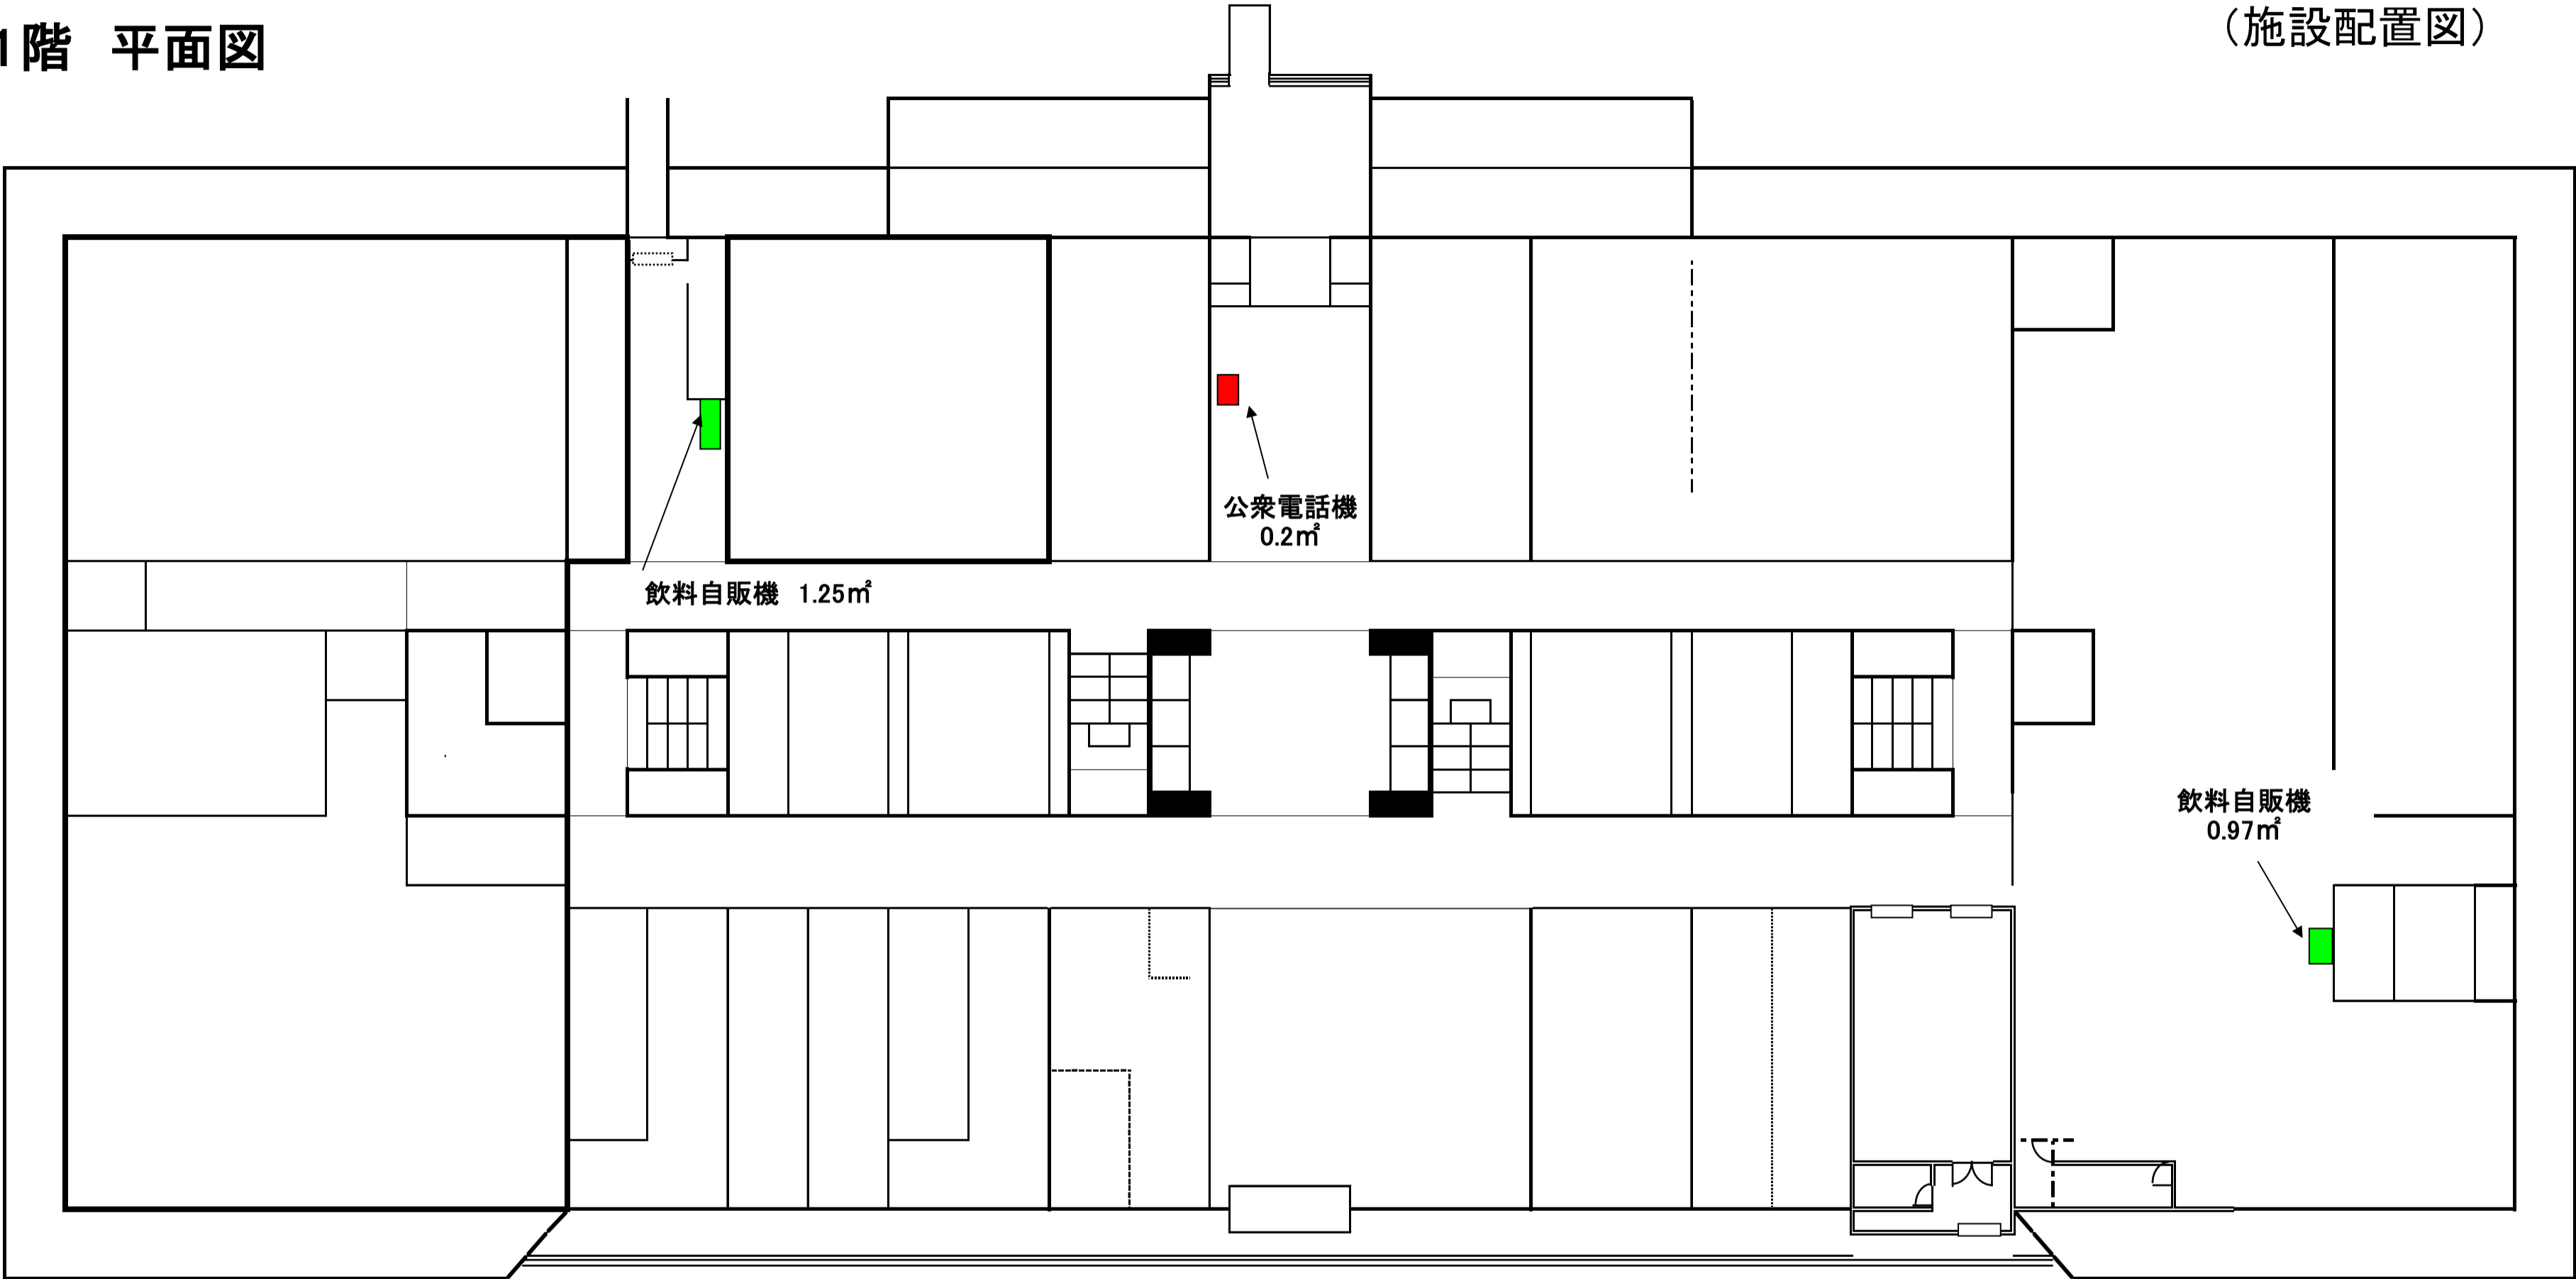 1階 平面図
（施設配置図）
公衆電話機
0.2㎡
飲料自販機 1.25㎡
飲料自販機
0.97㎡